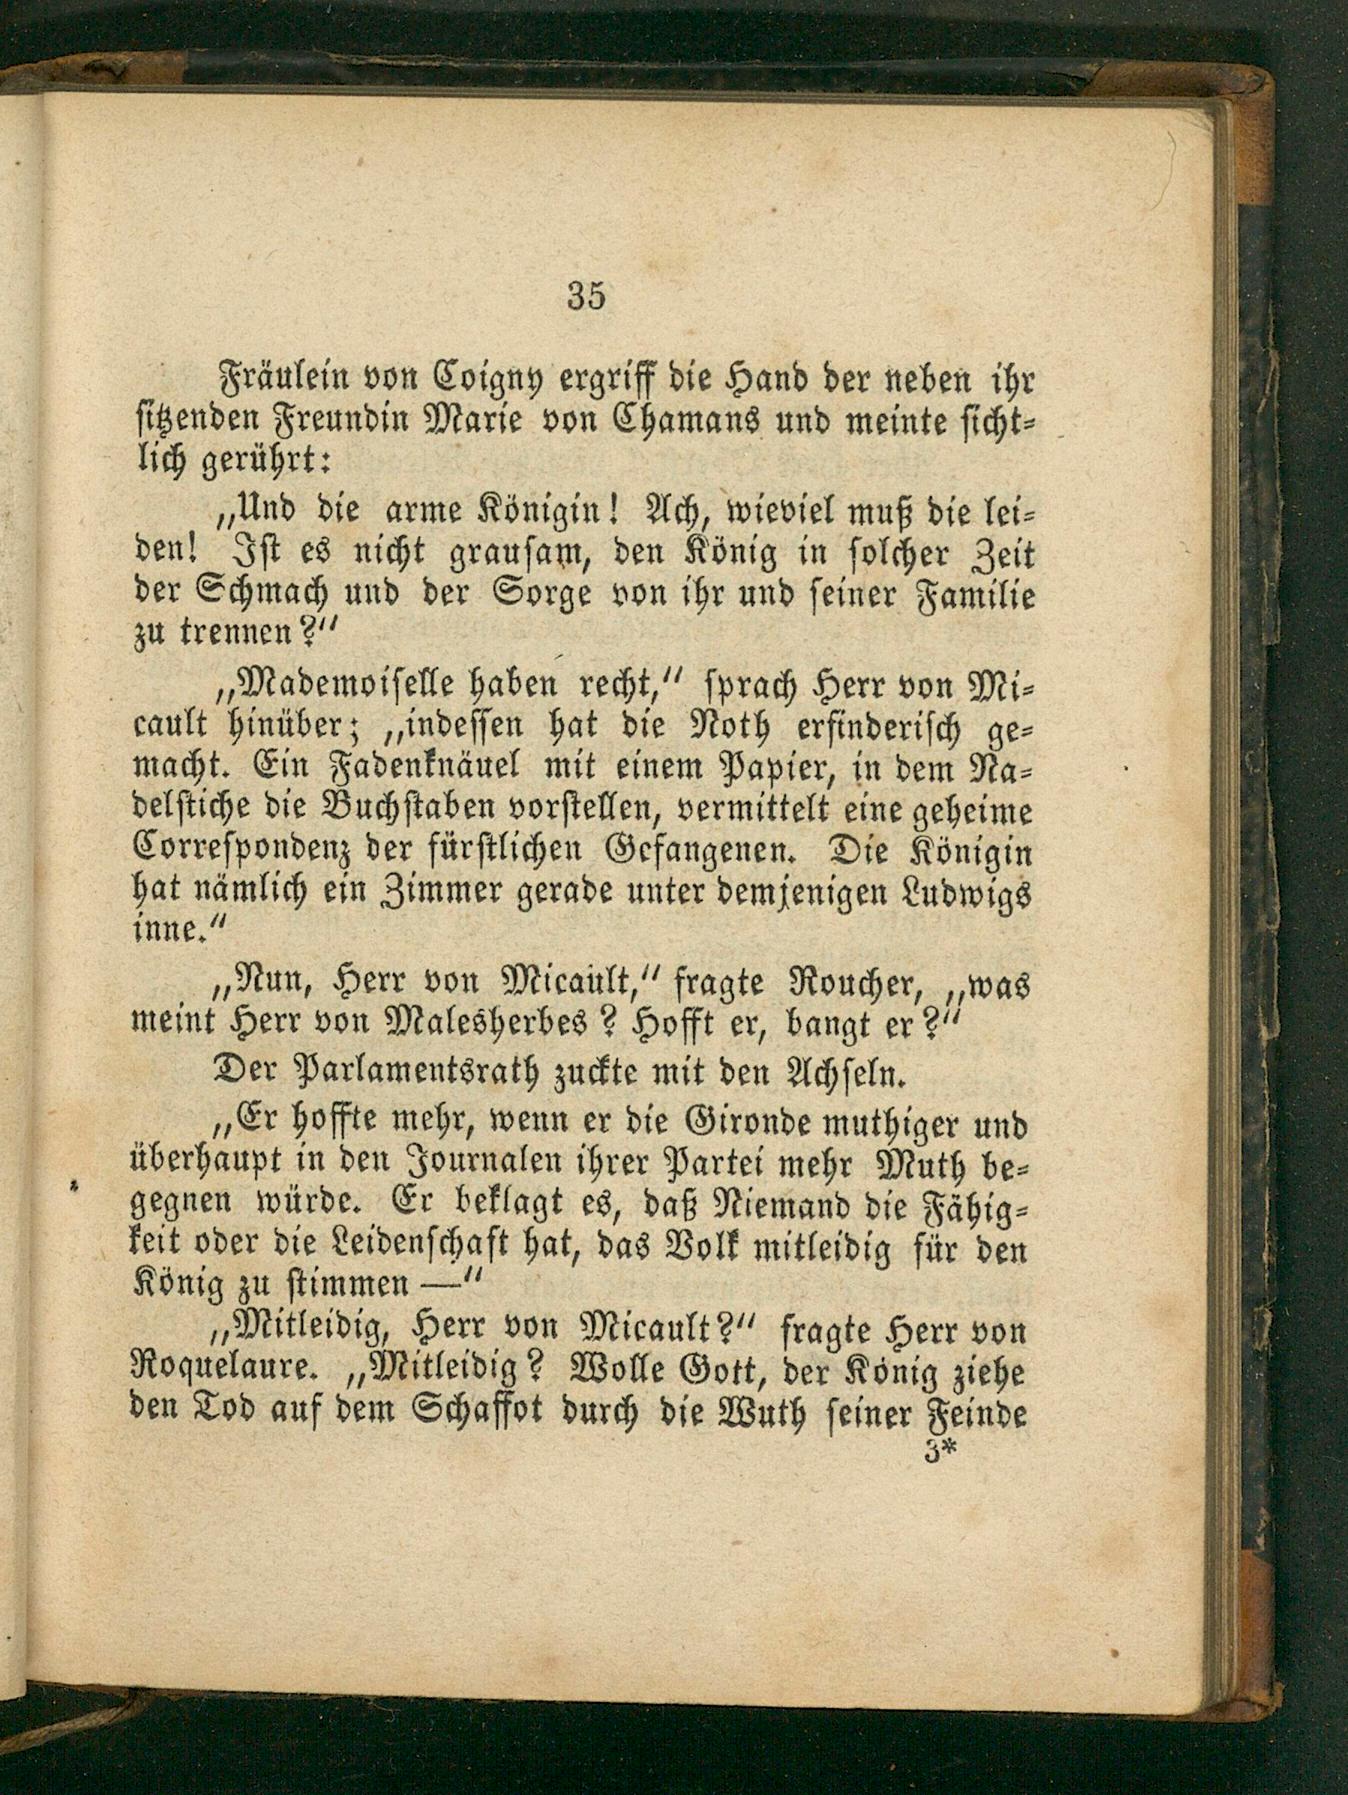 35
Fräulein von Coigny ergriff die Hand der neben ihr
sitzenden Freundin Marie von Chamans und meinte sicht-
lich gerührt:
„Und die arme Königin! Ach, wieviel muß die lei-
den! Ist es nicht grausam, den König in solcher Zeit
der Schmach und der Sorge von ihr und seiner Familie
zu trennen?“
„Mademoiselle haben recht,“ sprach Herr von Mi-
cault hinüber; „indessen hat die Noth erfinderisch ge-
macht. Ein Fadenknäuel mit einem Papier, in dem Na-
delstiche die Buchstaben vorstellen, vermittelt eine geheime
Correspondenz der fürstlichen Gefangenen. Die Königin
hat nämlich ein Zimmer gerade unter demjenigen Ludwigs
inne.“
„Nun, Herr von Micault,“ fragte Roucher, „was
meint Herr von Malesherbes? Hofft er, bangt er?“
Der Parlamentsrath zuckte mit den Achseln.
„Er hoffte mehr, wenn er die Gironde muthiger und
überhaupt in den Journalen ihrer Partei mehr Muth be-
gegnen würde. Er beklagt es, daß Niemand die Fähig-
keit oder die Leidenschaft hat, das Volk mitleidig für den
König zu stimmen —“
„Mitleidig, Herr von Micault?“ fragte Herr von
Roquelaure. „Mitleidig? Wolle Gott, der König ziehe
den Tod auf dem Schaffot durch die Wuth seiner Feinde
3*